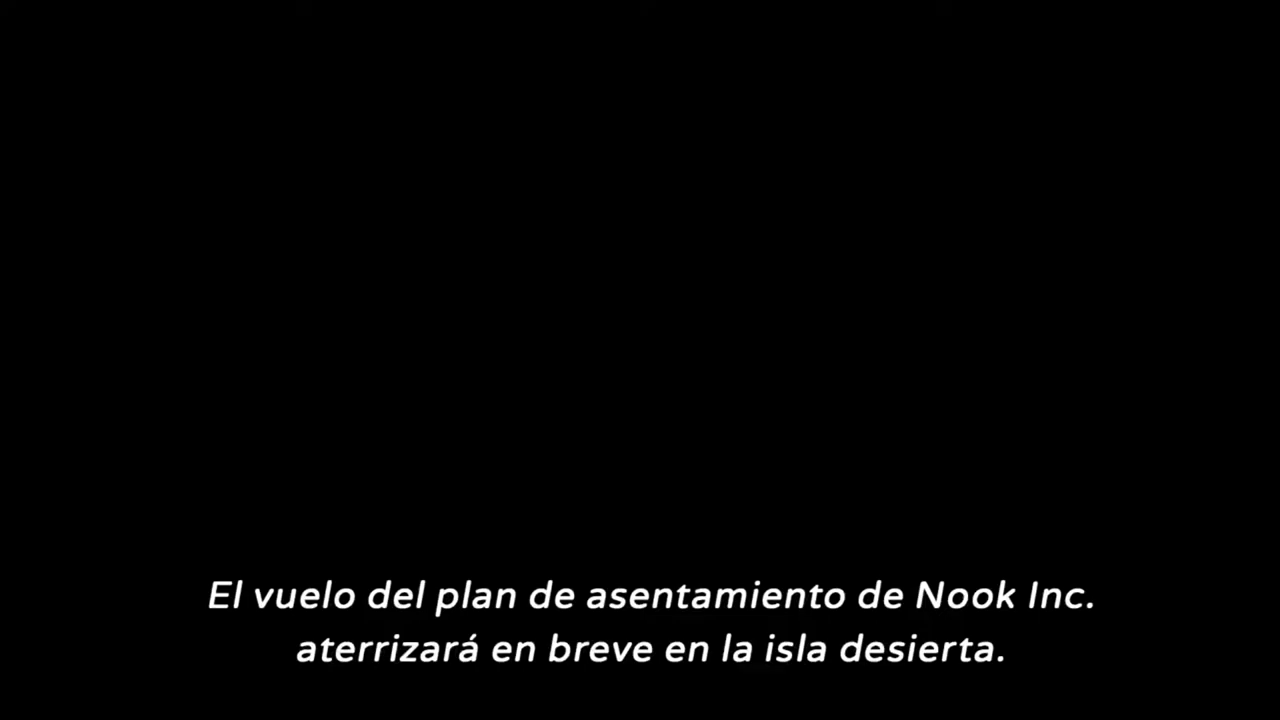 El vuelo del plan de asentamiento de Nook Inc.
aterrizará en breve en la isla desierta.